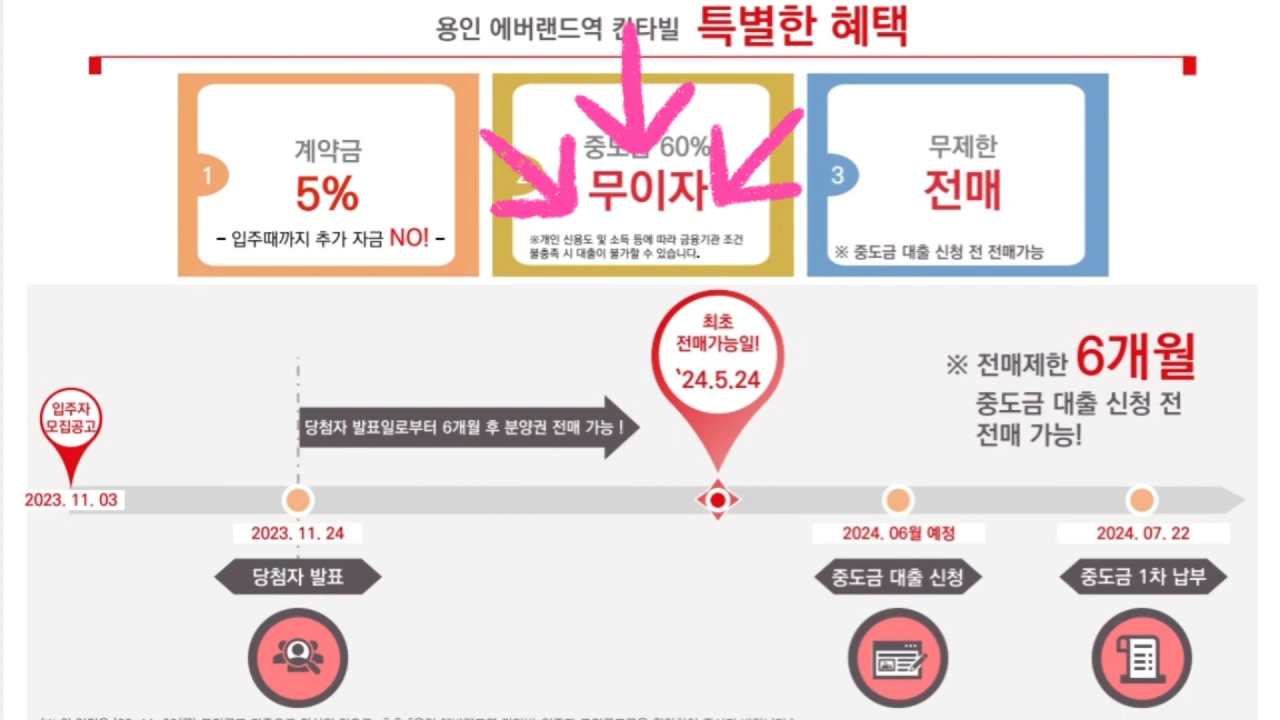 용인 에버랜드역 칸타빌 특별한 혜택
1
계약금
5%
- 입주때까지 추가 자금 NO! -
2
중도금 60%
무이자
※개인 신용도 및 소득 등에 따라 금융기관 조건
불충족 시 대출이 불가할 수 있습니다.
3
무제한
전매
※ 중도금 대출 신청 전 전매가능
최초
전매가능일!
‵24.5.24
※ 전매제한 6개월
중도금 대출 신청 전
전매 가능!
입주자
모집공고
당첨자 발표일로부터 6개월 후 분양권 전매 가능 !
2023. 11. 03
2023. 11. 24
2024. 06월 예정
2024. 07. 22
당첨자 발표
중도금 대출 신청
중도금 1차 납부